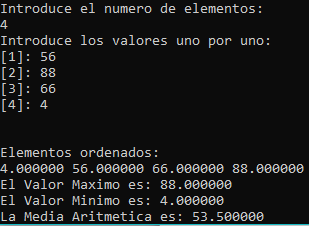 Introduce el numero de elementos:
4
Introduce los valores uno por uno:
[1]: 56
[2]: 88
[3]: 66
[4]: 4
Elementos ordenados:
4.000000 56.000000 66.000000 88.000000
El Valor Maximo es: 88.000000
El Valor Minimo es: 4.000000
La Media Aritmetica es: 53.500000